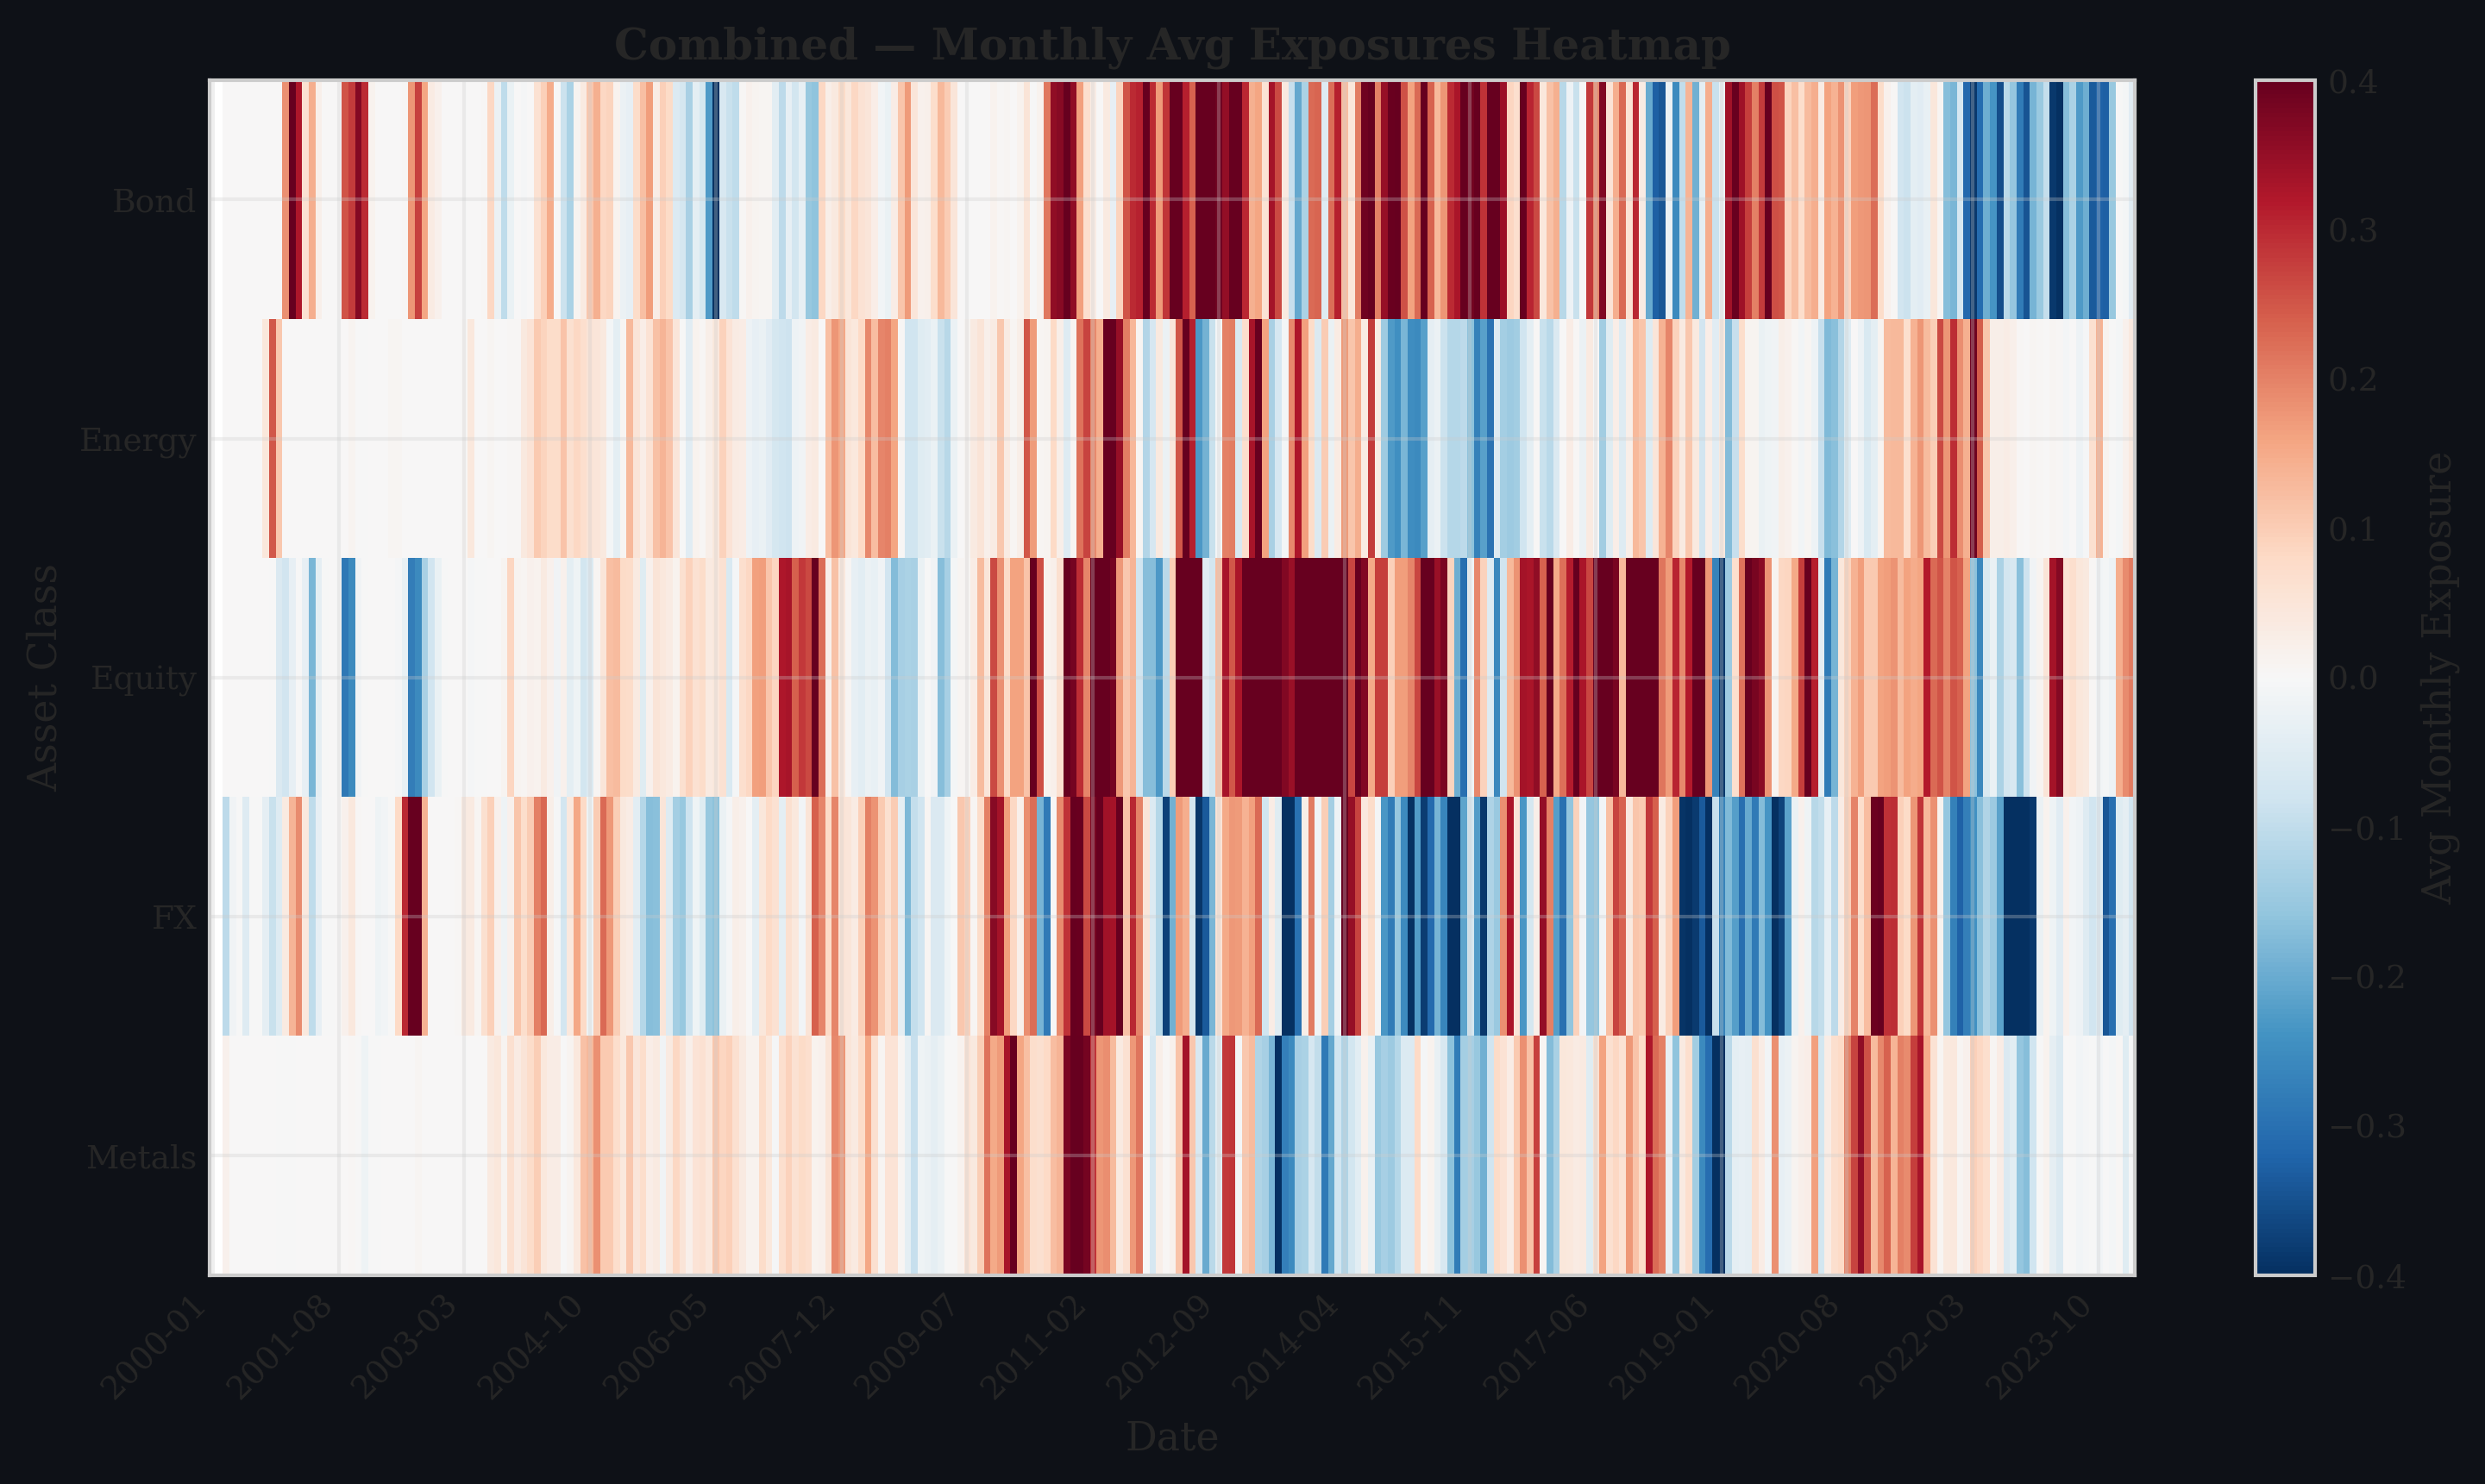 Combined — Monthly Avg Exposures Heatmap
Asset Class
Bond
Energy
Equity
FX
Metals
2000-01
2001-08
2003-03
2004-10
2006-05
2007-12
2009-07
2011-02
2012-09
2014-04
2015-11
2017-06
2019-01
2020-08
2022-03
2023-10
Date
0.4
0.3
0.2
0.1
0.0
−0.1
−0.2
−0.3
−0.4
Avg Monthly Exposure